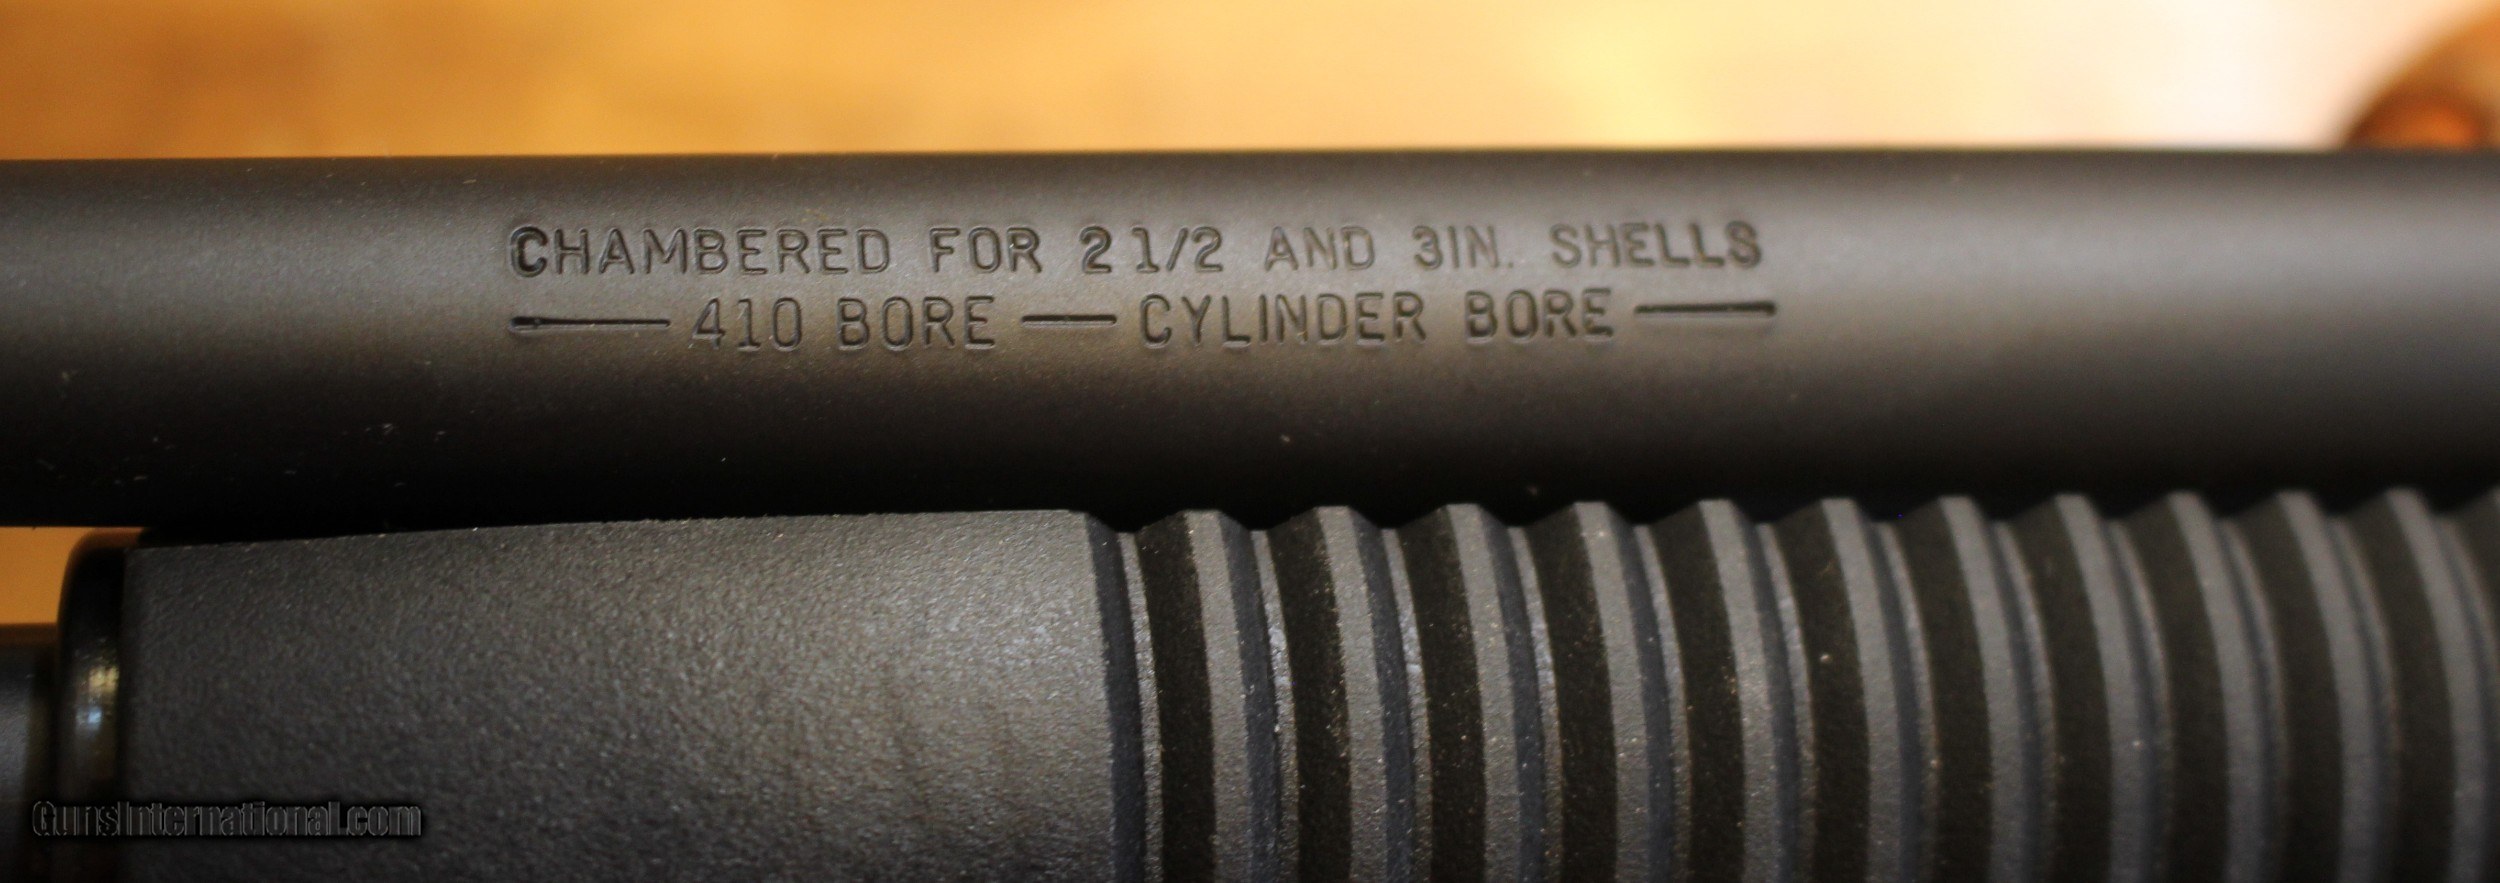 CHAMBERED FOR 2 1/2 AND 3IN. SHELLS
— 410 BORE — CYLINDER BORE —
GunsInternational.com